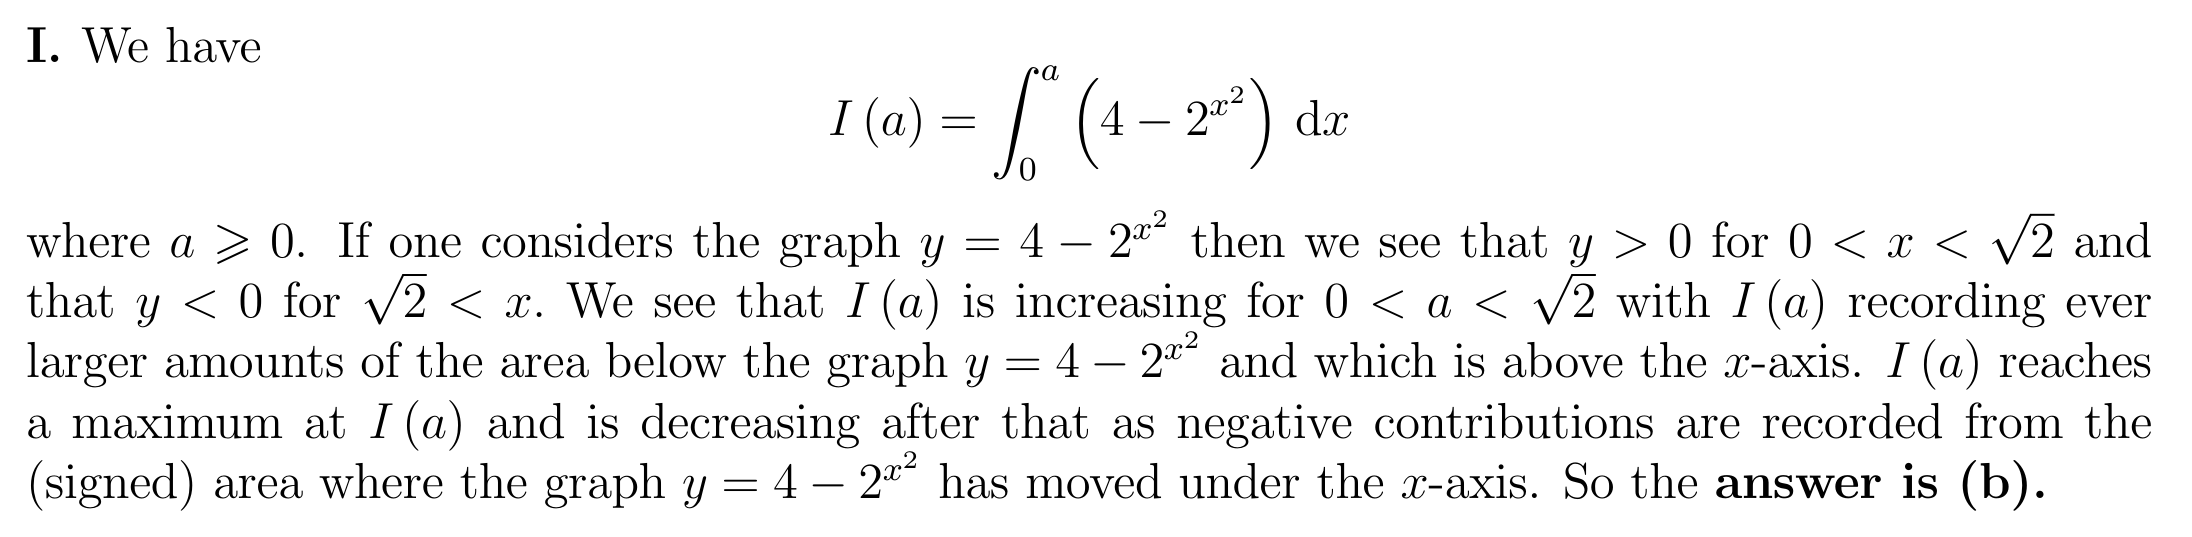 I. We have
I (a) = ∫₀ᵃ (4 − 2^{x²}) dx
where a ⩾ 0. If one considers the graph y = 4 − 2^{x²} then we see that y > 0 for 0 < x < √2 and
that y < 0 for √2 < x. We see that I (a) is increasing for 0 < a < √2 with I (a) recording ever
larger amounts of the area below the graph y = 4 − 2^{x²} and which is above the x-axis. I (a) reaches
a maximum at I (a) and is decreasing after that as negative contributions are recorded from the
(signed) area where the graph y = 4 − 2^{x²} has moved under the x-axis. So the answer is (b).